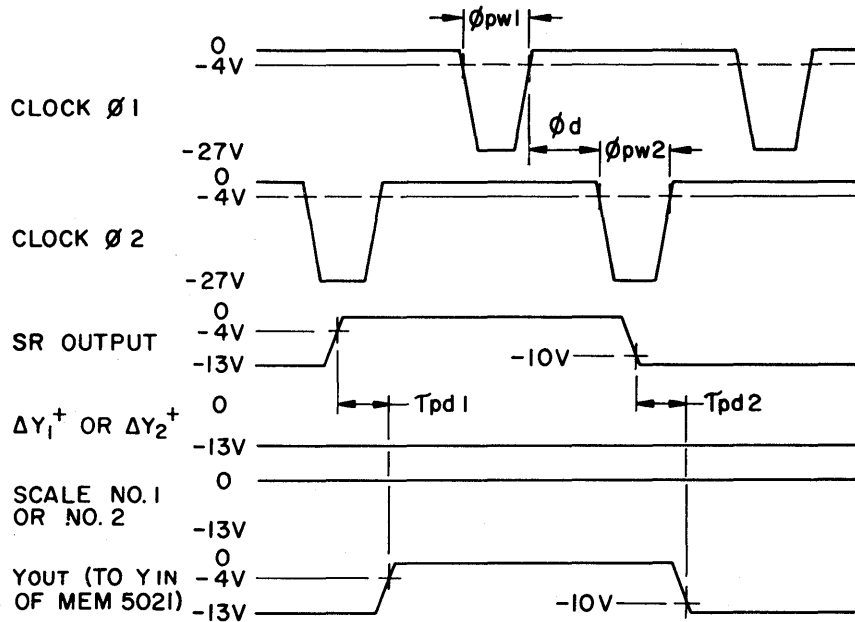 Øpw1
0
-4V
CLOCK Ø1
-27V
Ød
Øpw2
0
-4V
CLOCK Ø2
-27V
0
-4V
SR OUTPUT
-13V
-10V
0
τpd1
τpd2
ΔY₁⁺ OR ΔY₂⁺
-13V
SCALE NO.1
OR NO.2
0
-13V
0
YOUT (TO YIN
OF MEM 5021)
-4V
-13V
-10V